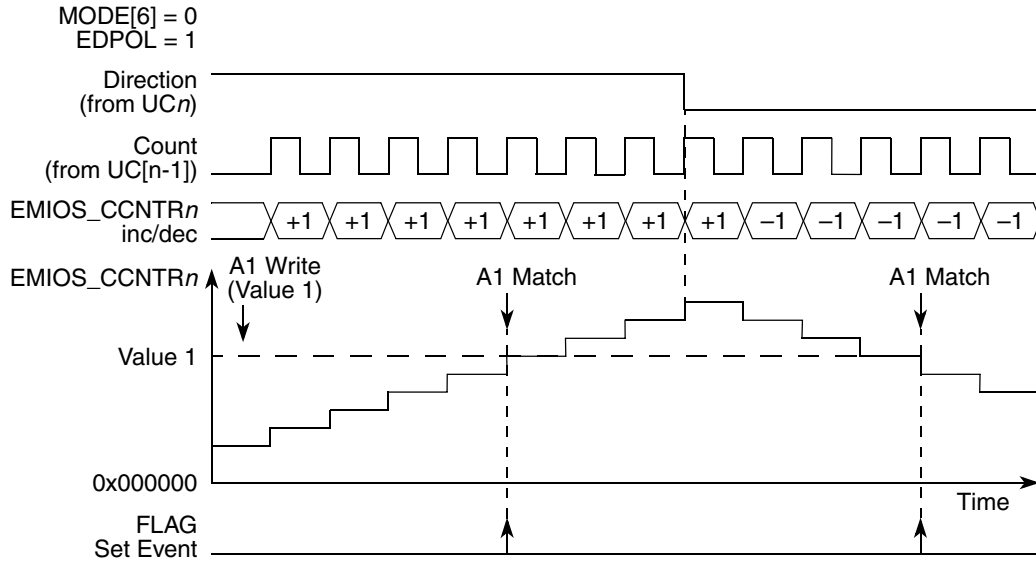 MODE[6] = 0
EDPOL = 1
Direction
(from UCn)
Count
(from UC[n-1])
EMIOS_CCNTRn
inc/dec
+1 +1 +1 +1 +1 +1 +1 +1 −1 −1 −1 −1 −1
EMIOS_CCNTRn
A1 Write
(Value 1)
A1 Match
A1 Match
Value 1
0x000000
Time
FLAG
Set Event